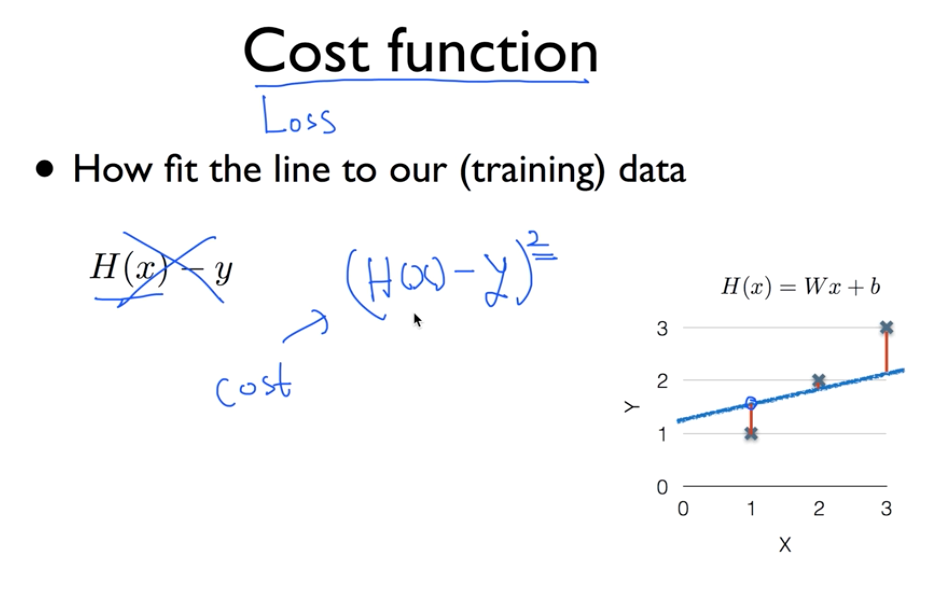 Cost function
Loss
• How fit the line to our (training) data
H(x) − y
(H(x) − y)²
cost
H(x) = Wx + b
3
2
1
0
Y
0 1 2 3
X